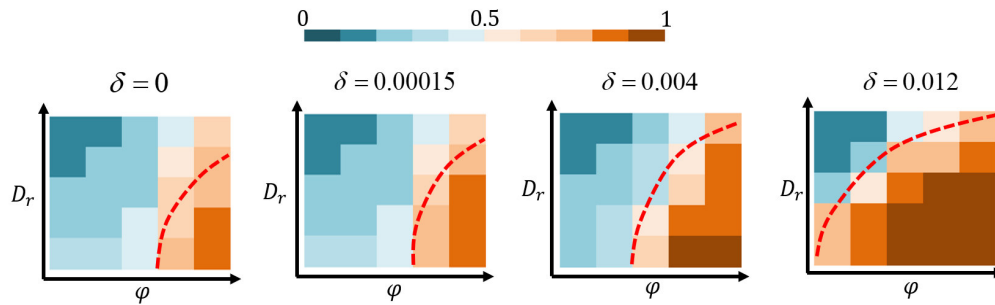 0 0.5 1
δ = 0 δ = 0.00015 δ = 0.004 δ = 0.012
D_r D_r D_r D_r
φ φ φ φ